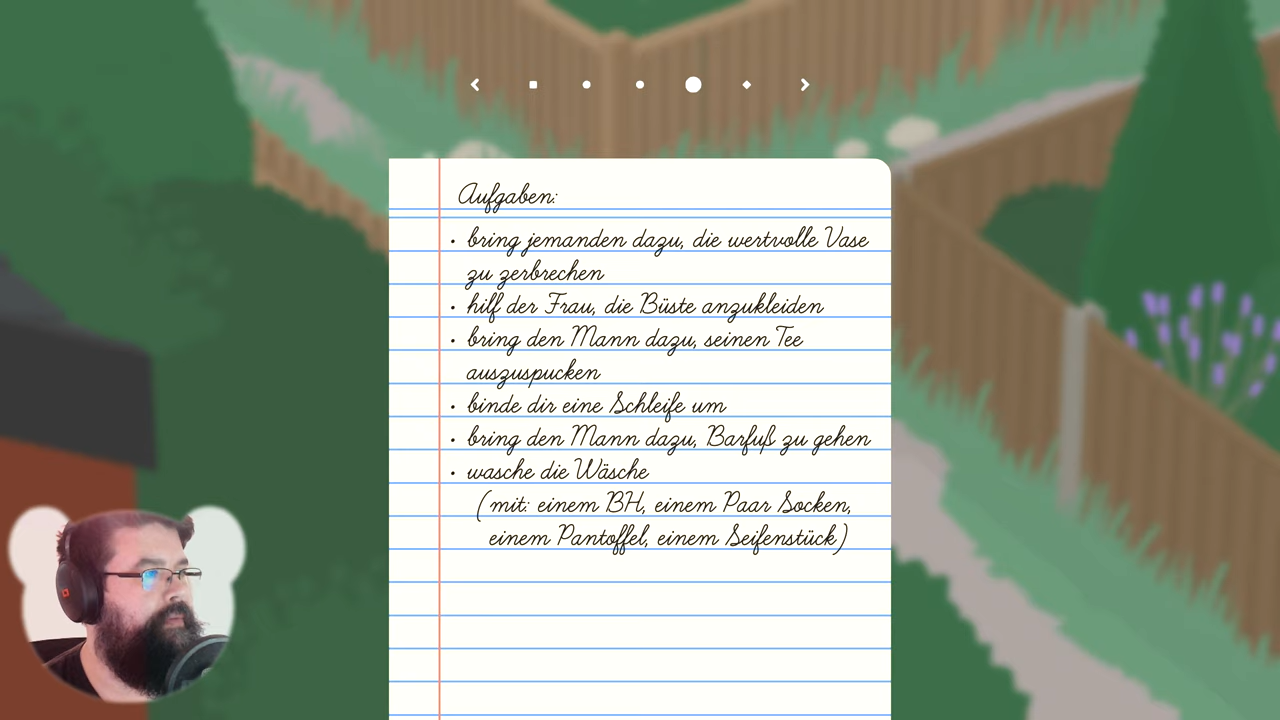 Aufgaben:
• bring jemanden dazu, die wertvolle Vase
zu zerbrechen
• hilf der Frau, die Büste anzukleiden
• bring den Mann dazu, seinen Tee
auszuspucken
• binde dir eine Schleife um
• bring den Mann dazu, Barfuß zu gehen
• wasche die Wäsche
(mit: einem BH, einem Paar Socken,
einem Pantoffel, einem Seifenstück)